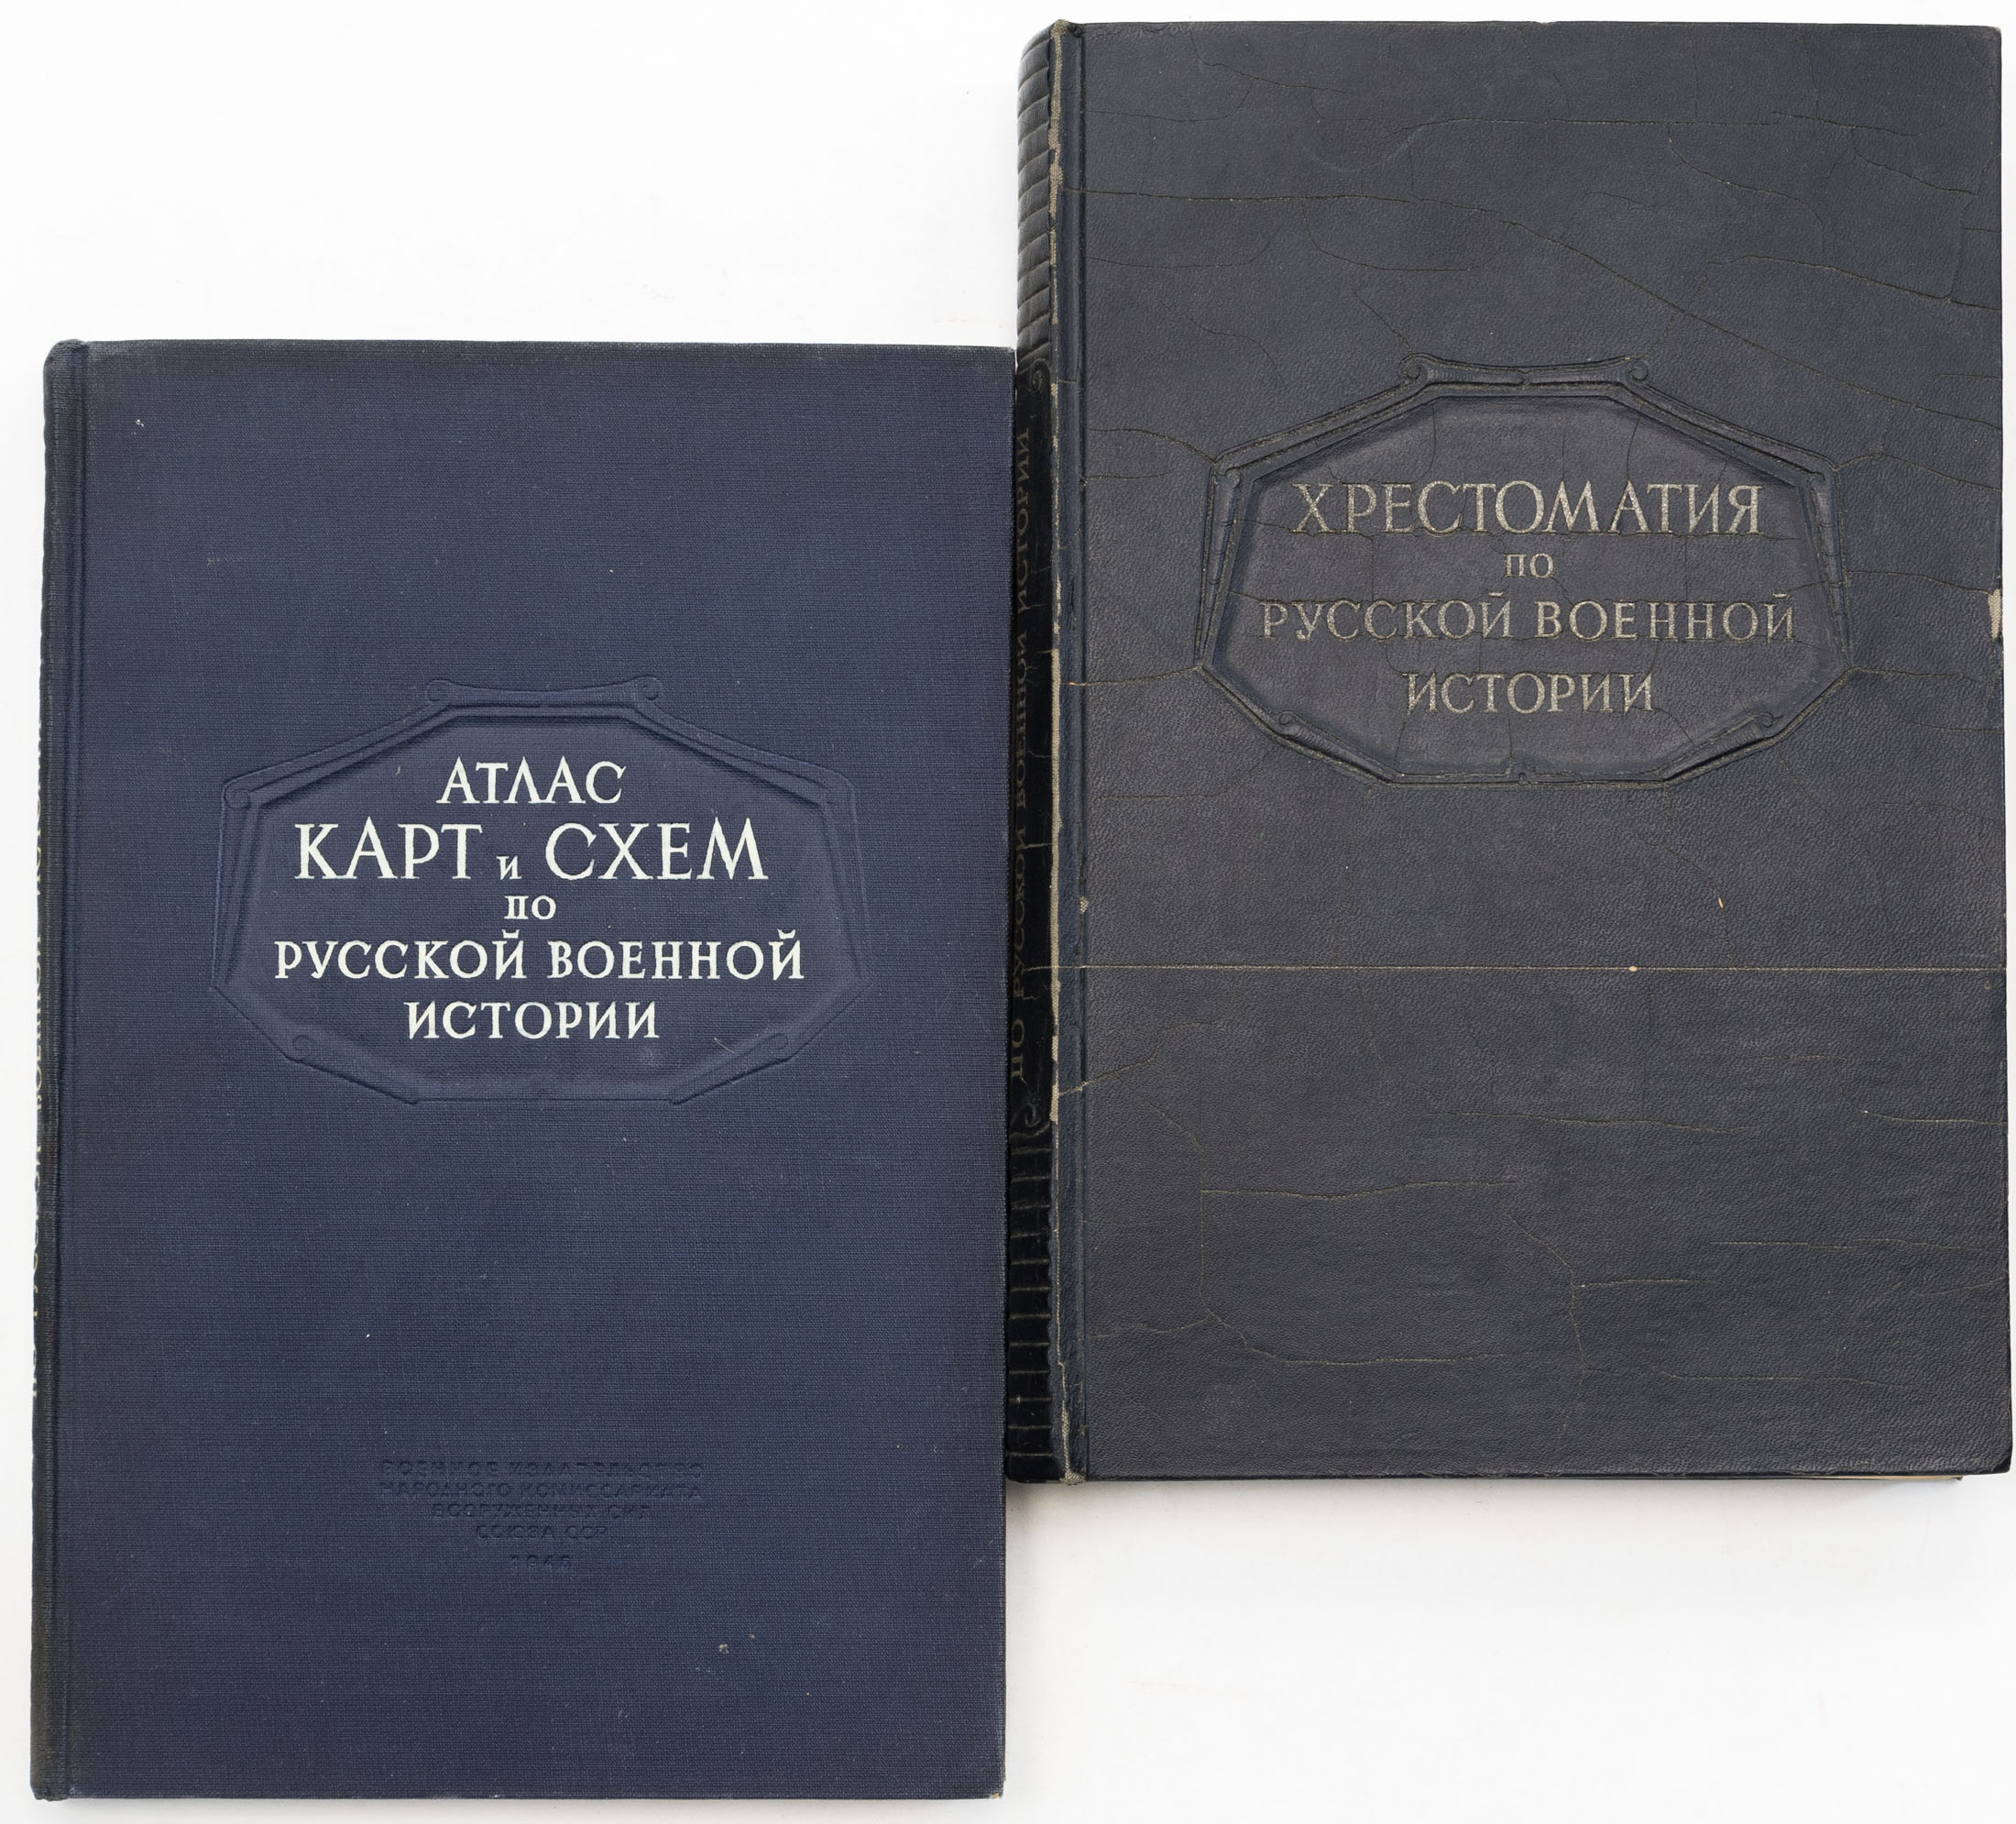 АТЛАС
КАРТ и СХЕМ
ПО
РУССКОЙ ВОЕННОЙ
ИСТОРИИ
ВОЕННОЕ ИЗДАТЕЛЬСТВО
НАРОДНОГО КОМИССАРИАТА
ВООРУЖЕННЫХ СИЛ
СОЮЗА ССР
1946
ПО РУССКОЙ ВОЕННОЙ ИСТОРИИ
ХРЕСТОМАТИЯ
ПО
РУССКОЙ ВОЕННОЙ
ИСТОРИИ